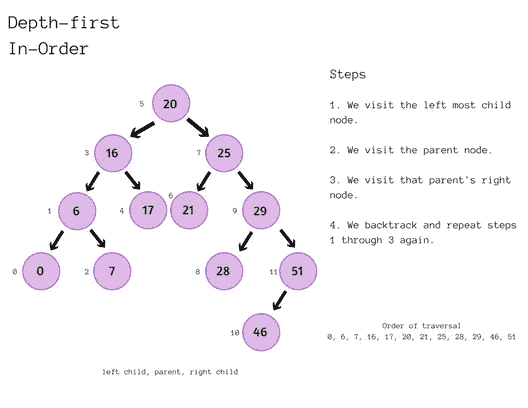 Depth-first
In-Order
Steps
1. We visit the left most child
node.
2. We visit the parent node.
3. We visit that parent's right
node.
4. We backtrack and repeat steps
1 through 3 again.
5 20
3 16
7 25
1 6
4 17
6 21
9 29
0 0
2 7
8 28
11 51
10 46
Order of traversal
0, 6, 7, 16, 17, 20, 21, 25, 28, 29, 46, 51
left child, parent, right child